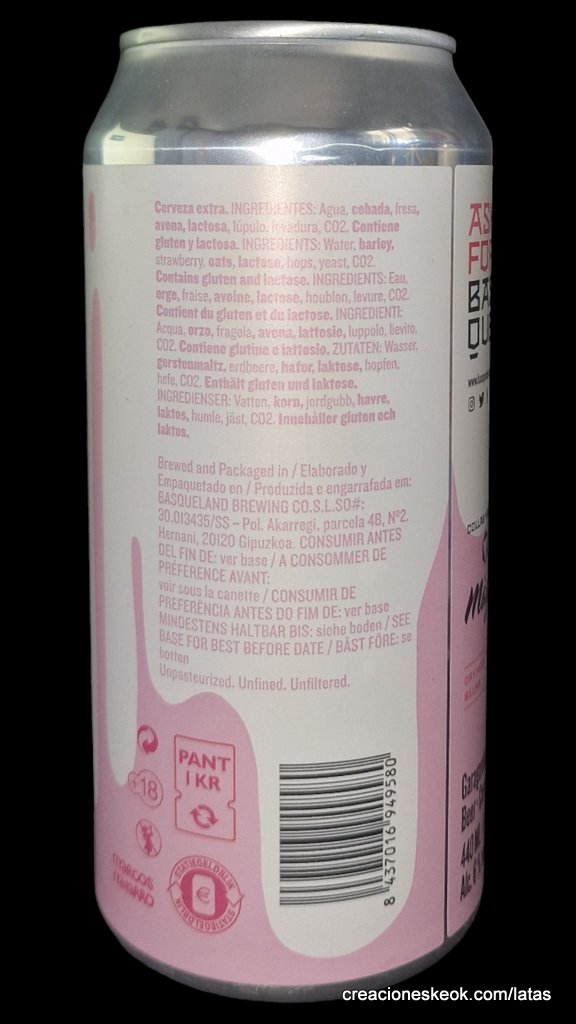 Cerveza extra. INGREDIENTES: Agua, cebada, fresa,
avena, lactosa, lúpulo, levadura, CO2. Contiene
gluten y lactosa. INGREDIENTS: Water, barley,
strawberry, oats, lactose, hops, yeast, CO2.
Contains gluten and lactose. INGREDIENTS: Eau,
orge, fraise, avoine, lactose, houblon, levure, CO2.
Contient du gluten et du lactose. INGREDIENTI:
Acqua, orzo, fragola, avena, lattosio, luppolo, lievito.
CO2. Contiene glutine e lattosio. ZUTATEN: Wasser,
gerstenmaltz, erdbeere, hafer, laktose, hopfen,
hefe, CO2. Enthält gluten und laktose.
INGREDIENSER: Vatten, korn, jordgubb, havre,
laktos, humle, jäst, CO2. Innehåller gluten och
laktos.
Brewed and Packaged in / Elaborado y
Empaquetado en / Produzida e engarrafada em:
BASQUELAND BREWING CO.S.L.SO#:
30.013435/SS – Pol. Akarregi, parcela 4B, Nº2.
Hernani, 20120 Gipuzkoa. CONSUMIR ANTES
DEL FIN DE: ver base / A CONSOMMER DE
PRÉFÉRENCE AVANT:
voir sous la canette / CONSUMIR DE
PREFERÊNCIA ANTES DO FIM DE: ver base
MINDESTENS HALTBAR BIS: siehe boden / SEE
BASE FOR BEST BEFORE DATE / BÄST FÖRE: se
botten
Unpasteurized. Unfined. Unfiltered.
PANT
1 KR
+18
STATIEGELDBLIK
€
STATIEGELDBLIK
8 437016 949580
AS
FO
BA
QU
440 ML
creacioneskeok.com/latas